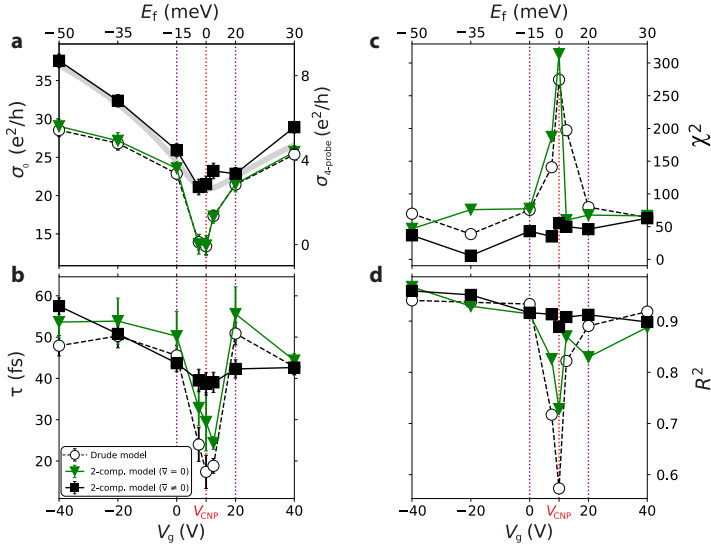 E_f (meV)
E_f (meV)
−50 −35 −15 0 20 30
−50 −35 −15 0 20 30
a
c
σ_0 (e²/h)
35
30
25
20
15
8
4
0
σ_4-probe (e²/h)
300
250
200
150
100
50
0
χ²
b
d
τ (fs)
60
50
40
30
20
0.9
0.8
0.7
0.6
R²
Drude model
2-comp. model (v̅ = 0)
2-comp. model (v̅ ≠ 0)
−40 −20 0 V_CNP 20 40
−40 −20 0 V_CNP 20 40
V_g (V)
V_g (V)